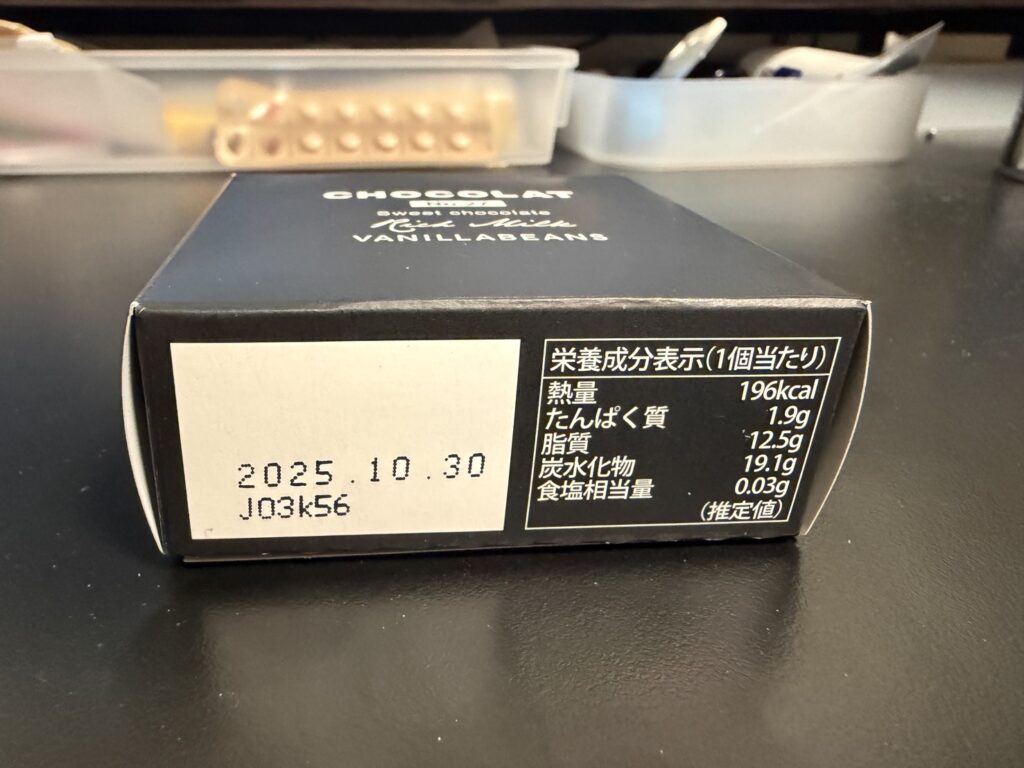 CHOCOLAT
No.27
Sweet chocolate
Rich Milk
VANILLABEANS
2025.10.30
J03k56
栄養成分表示(1個当たり)
熱量 196kcal
たんぱく質 1.9g
脂質 12.5g
炭水化物 19.1g
食塩相当量 0.03g
(推定値)